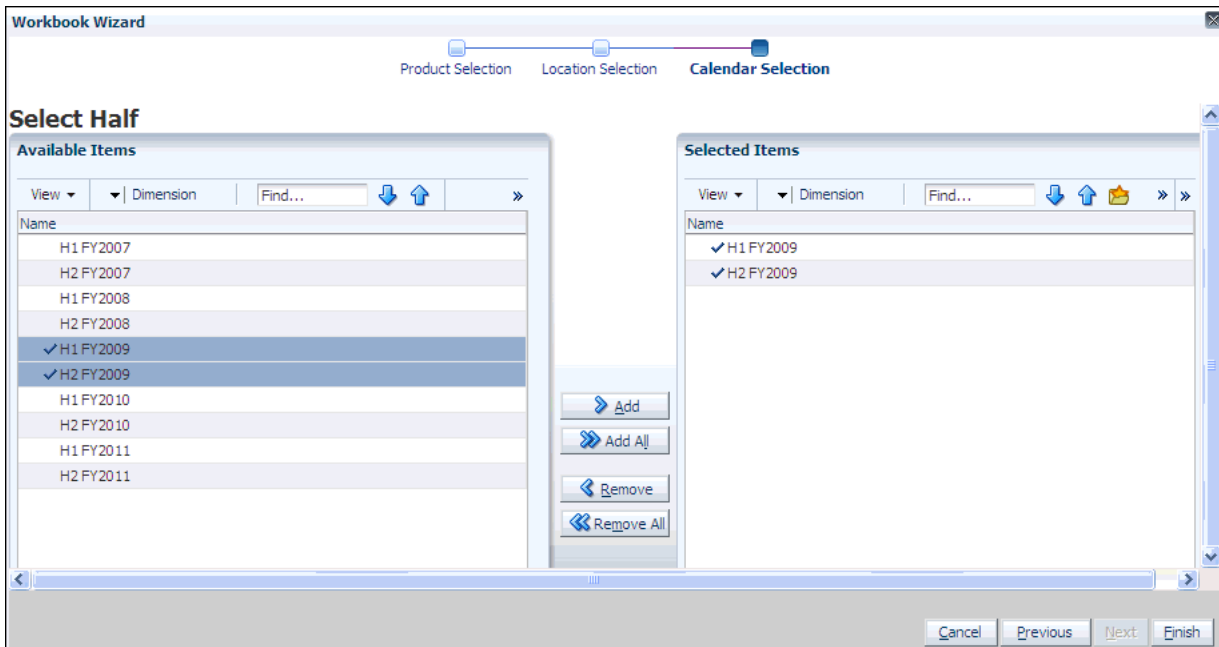 Workbook Wizard
Product Selection Location Selection Calendar Selection
Select Half
Available Items
View Dimension Find... »
Name
H1 FY2007
H2 FY2007
H1 FY2008
H2 FY2008
H1 FY2009
H2 FY2009
H1 FY2010
H2 FY2010
H1 FY2011
H2 FY2011
Add
Add All
Remove
Remove All
Selected Items
View Dimension Find... » »
Name
H1 FY2009
H2 FY2009
Cancel Previous Next Finish